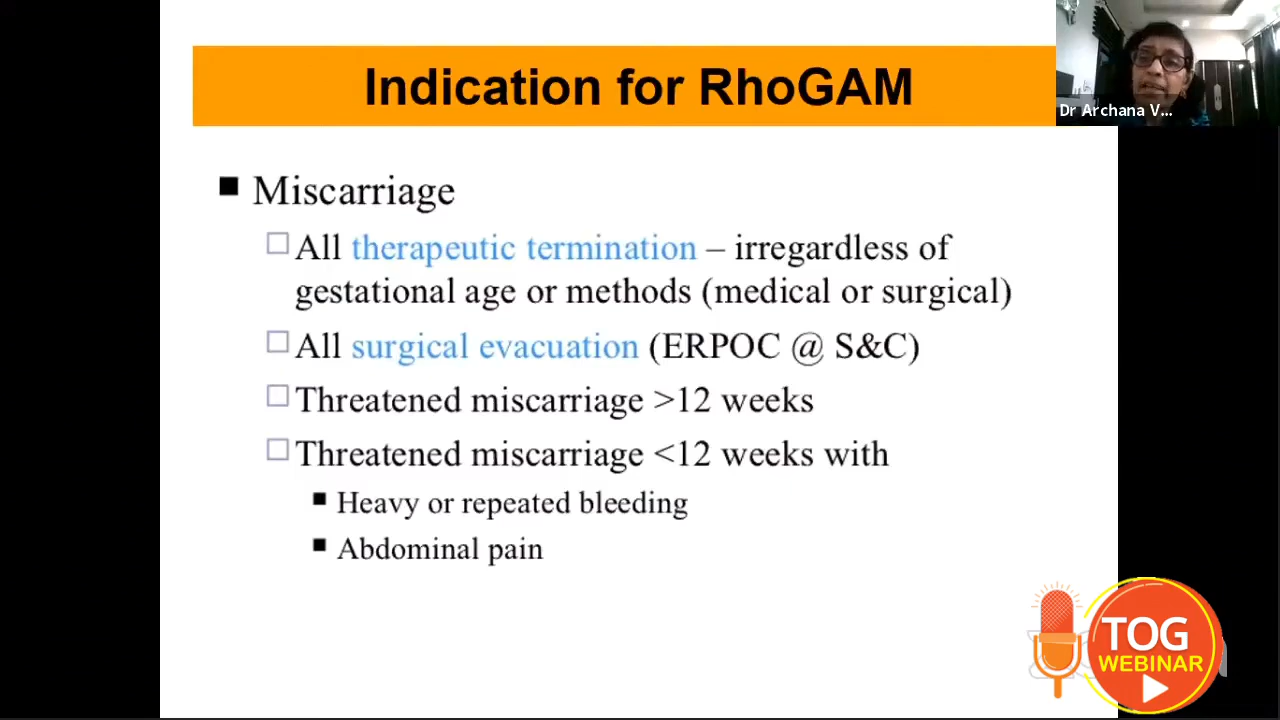 Indication for RhoGAM
Dr Archana V...
Miscarriage
All therapeutic termination – irregardless of
gestational age or methods (medical or surgical)
All surgical evacuation (ERPOC @ S&C)
Threatened miscarriage >12 weeks
Threatened miscarriage <12 weeks with
Heavy or repeated bleeding
Abdominal pain
TOG
WEBINAR